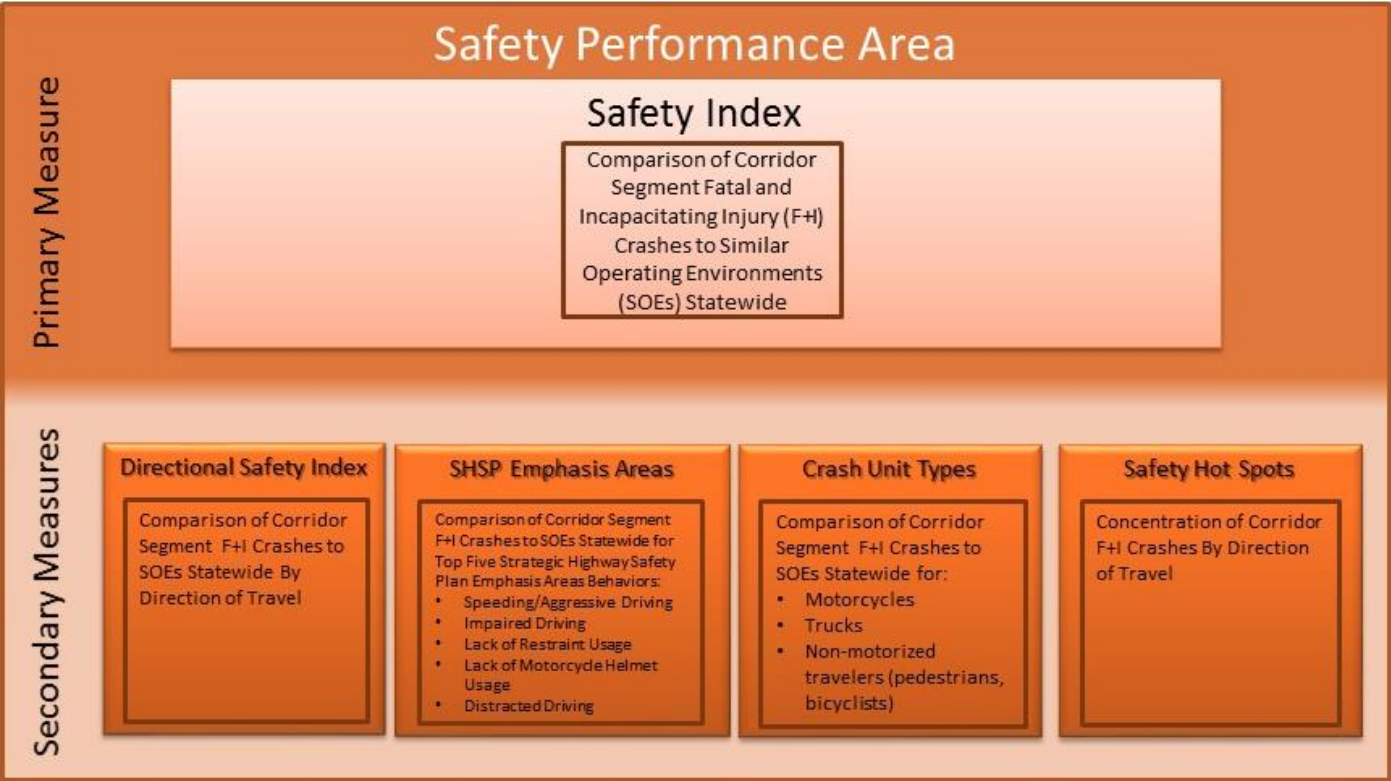 Safety Performance Area
Primary Measure
Safety Index
Comparison of Corridor
Segment Fatal and
Incapacitating Injury (F+I)
Crashes to Similar
Operating Environments
(SOEs) Statewide
Secondary Measures
Directional Safety Index
Comparison of Corridor
Segment F+I Crashes to
SOEs Statewide By
Direction of Travel
SHSP Emphasis Areas
Comparison of Corridor Segment
F+I Crashes to SOEs Statewide for
Top Five Strategic Highway Safety
Plan Emphasis Areas Behaviors:
• Speeding/Aggressive Driving
• Impaired Driving
• Lack of Restraint Usage
• Lack of Motorcycle Helmet
Usage
• Distracted Driving
Crash Unit Types
Comparison of Corridor
Segment F+I Crashes to
SOEs Statewide for:
• Motorcycles
• Trucks
• Non-motorized
travelers (pedestrians,
bicyclists)
Safety Hot Spots
Concentration of Corridor
F+I Crashes By Direction
of Travel